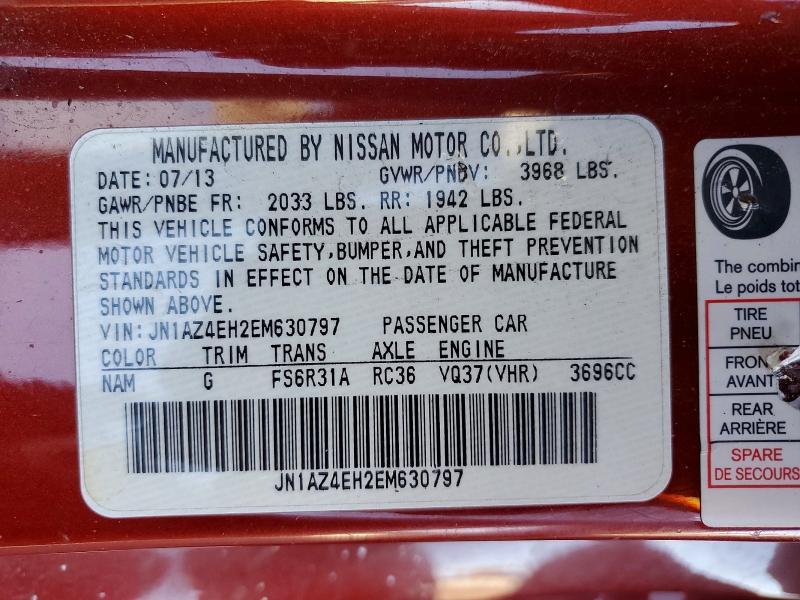 MANUFACTURED BY NISSAN MOTOR CO.,LTD.
DATE: 07/13 GVWR/PNBV: 3968 LBS.
GAWR/PNBE FR: 2033 LBS. RR: 1942 LBS.
THIS VEHICLE CONFORMS TO ALL APPLICABLE FEDERAL
MOTOR VEHICLE SAFETY,BUMPER,AND THEFT PREVENTION
STANDARDS IN EFFECT ON THE DATE OF MANUFACTURE
SHOWN ABOVE.
VIN: JN1AZ4EH2EM630797 PASSENGER CAR
COLOR TRIM TRANS AXLE ENGINE
NAM G FS6R31A RC36 VQ37(VHR) 3696CC
JN1AZ4EH2EM630797
The combin
Le poids tot
TIRE
PNEU
FRON
AVANT
REAR
ARRIÈRE
SPARE
DE SECOURS